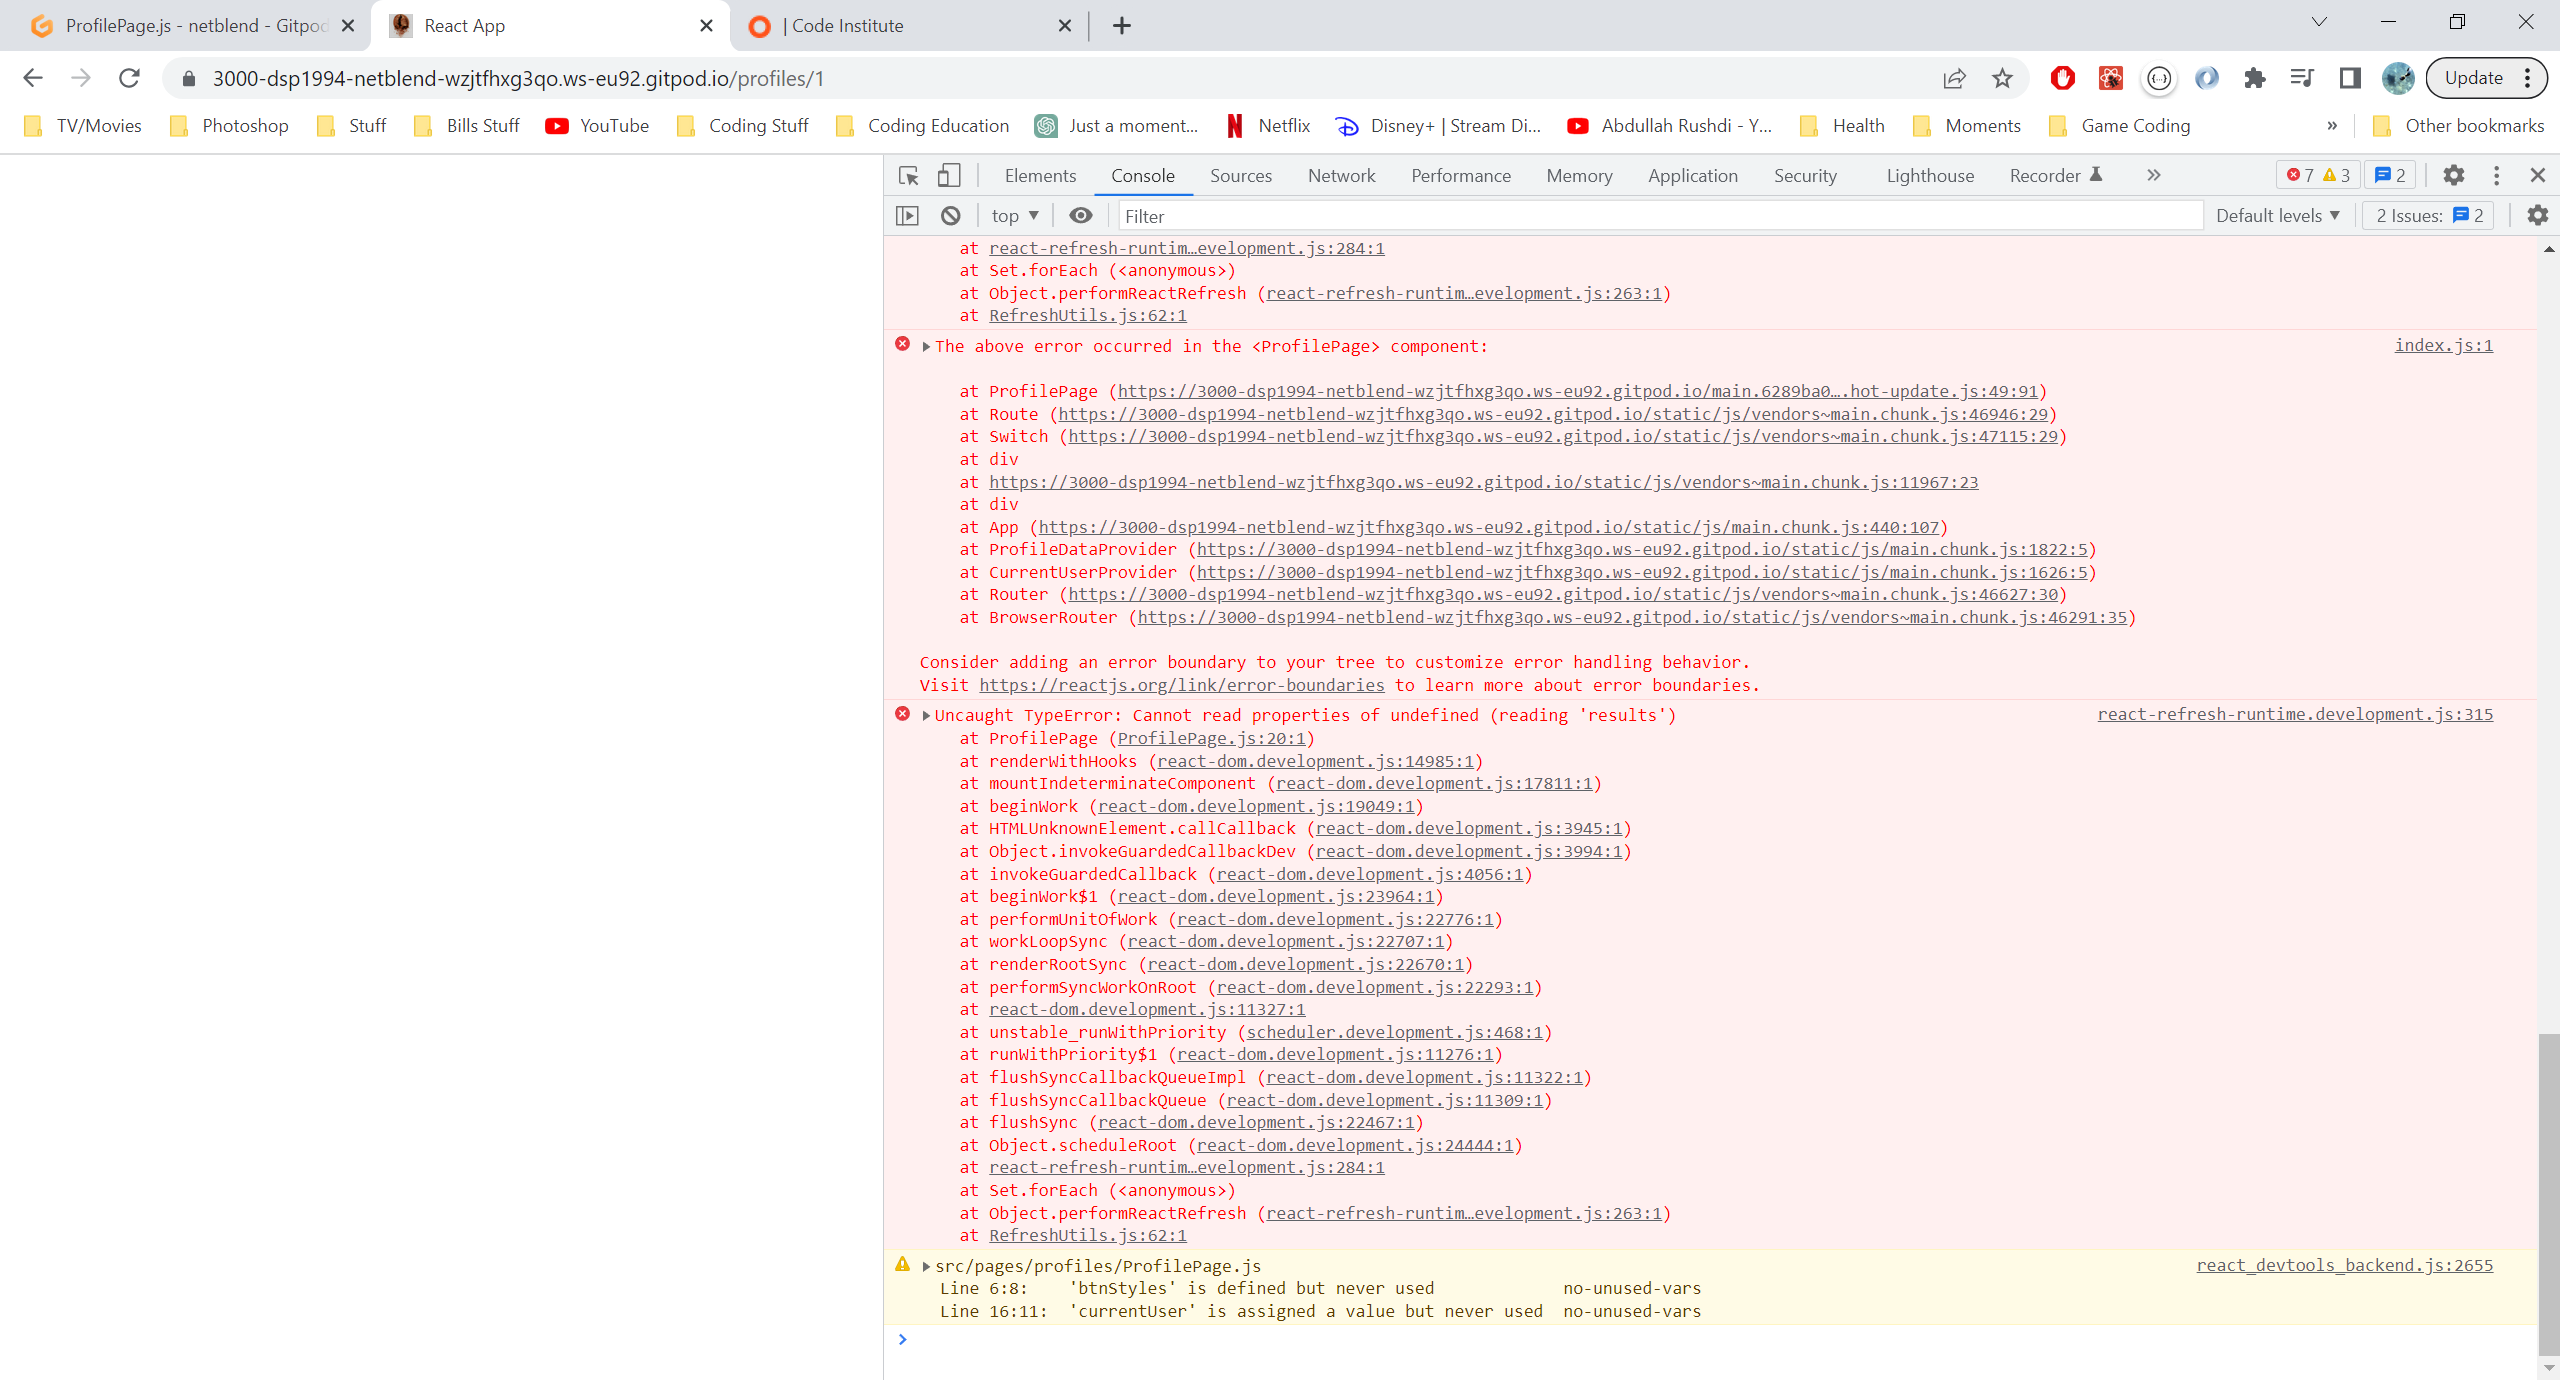 ProfilePage.js - netblend - Gitpod
React App
| Code Institute
3000-dsp1994-netblend-wzjtfhxg3qo.ws-eu92.gitpod.io/profiles/1
Update
TV/Movies
Photoshop
Stuff
Bills Stuff
YouTube
Coding Stuff
Coding Education
Just a moment...
Netflix
Disney+ | Stream Di...
Abdullah Rushdi - Y...
Health
Moments
Game Coding
»
Other bookmarks
Elements
Console
Sources
Network
Performance
Memory
Application
Security
Lighthouse
Recorder
»
7
3
2
top ▼
Filter
Default levels ▼
2 Issues: 2
at react-refresh-runtim…evelopment.js:284:1
at Set.forEach (<anonymous>)
at Object.performReactRefresh (react-refresh-runtim…evelopment.js:263:1)
at RefreshUtils.js:62:1
The above error occurred in the <ProfilePage> component:
index.js:1
at ProfilePage (https://3000-dsp1994-netblend-wzjtfhxg3qo.ws-eu92.gitpod.io/main.6289ba0….hot-update.js:49:91)
at Route (https://3000-dsp1994-netblend-wzjtfhxg3qo.ws-eu92.gitpod.io/static/js/vendors~main.chunk.js:46946:29)
at Switch (https://3000-dsp1994-netblend-wzjtfhxg3qo.ws-eu92.gitpod.io/static/js/vendors~main.chunk.js:47115:29)
at div
at https://3000-dsp1994-netblend-wzjtfhxg3qo.ws-eu92.gitpod.io/static/js/vendors~main.chunk.js:11967:23
at div
at App (https://3000-dsp1994-netblend-wzjtfhxg3qo.ws-eu92.gitpod.io/static/js/main.chunk.js:440:107)
at ProfileDataProvider (https://3000-dsp1994-netblend-wzjtfhxg3qo.ws-eu92.gitpod.io/static/js/main.chunk.js:1822:5)
at CurrentUserProvider (https://3000-dsp1994-netblend-wzjtfhxg3qo.ws-eu92.gitpod.io/static/js/main.chunk.js:1626:5)
at Router (https://3000-dsp1994-netblend-wzjtfhxg3qo.ws-eu92.gitpod.io/static/js/vendors~main.chunk.js:46627:30)
at BrowserRouter (https://3000-dsp1994-netblend-wzjtfhxg3qo.ws-eu92.gitpod.io/static/js/vendors~main.chunk.js:46291:35)
Consider adding an error boundary to your tree to customize error handling behavior.
Visit https://reactjs.org/link/error-boundaries to learn more about error boundaries.
Uncaught TypeError: Cannot read properties of undefined (reading 'results')
react-refresh-runtime.development.js:315
at ProfilePage (ProfilePage.js:20:1)
at renderWithHooks (react-dom.development.js:14985:1)
at mountIndeterminateComponent (react-dom.development.js:17811:1)
at beginWork (react-dom.development.js:19049:1)
at HTMLUnknownElement.callCallback (react-dom.development.js:3945:1)
at Object.invokeGuardedCallbackDev (react-dom.development.js:3994:1)
at invokeGuardedCallback (react-dom.development.js:4056:1)
at beginWork$1 (react-dom.development.js:23964:1)
at performUnitOfWork (react-dom.development.js:22776:1)
at workLoopSync (react-dom.development.js:22707:1)
at renderRootSync (react-dom.development.js:22670:1)
at performSyncWorkOnRoot (react-dom.development.js:22293:1)
at react-dom.development.js:11327:1
at unstable_runWithPriority (scheduler.development.js:468:1)
at runWithPriority$1 (react-dom.development.js:11276:1)
at flushSyncCallbackQueueImpl (react-dom.development.js:11322:1)
at flushSyncCallbackQueue (react-dom.development.js:11309:1)
at flushSync (react-dom.development.js:22467:1)
at Object.scheduleRoot (react-dom.development.js:24444:1)
at react-refresh-runtim…evelopment.js:284:1
at Set.forEach (<anonymous>)
at Object.performReactRefresh (react-refresh-runtim…evelopment.js:263:1)
at RefreshUtils.js:62:1
src/pages/profiles/ProfilePage.js
react_devtools_backend.js:2655
Line 6:8: 'btnStyles' is defined but never used no-unused-vars
Line 16:11: 'currentUser' is assigned a value but never used no-unused-vars